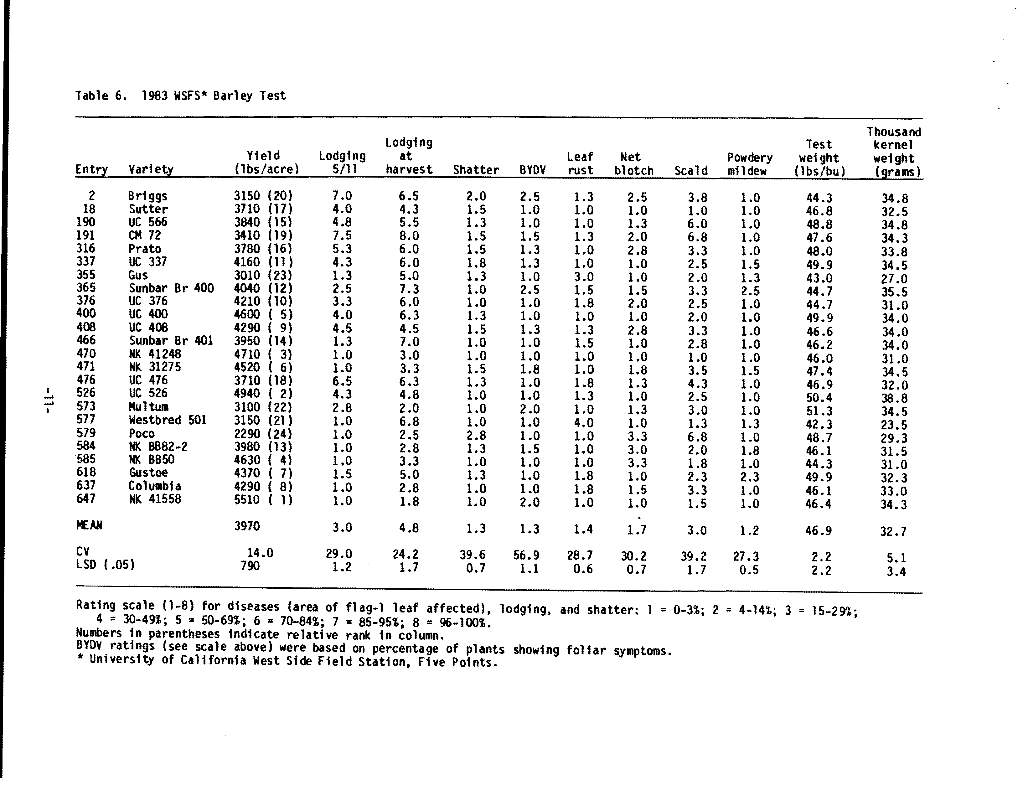 Table 6. 1983 WSFS* Barley Test
Thousand
Lodging Test kernel
Yield Lodging at Leaf Net Powdery weight weight
Entry Variety (lbs/acre) 5/11 harvest Shatter BYDV rust blotch Scald mildew (lbs/bu) (grams)
2 Briggs 3150 (20) 7.0 6.5 2.0 2.5 1.3 2.5 3.8 1.0 44.3 34.8
18 Sutter 3710 (17) 4.0 4.3 1.5 1.0 1.0 1.0 1.0 1.0 46.8 32.5
190 UC 566 3840 (15) 4.8 5.5 1.3 1.0 1.0 1.3 6.0 1.0 48.8 34.8
191 CM 72 3410 (19) 7.5 8.0 1.5 1.5 1.3 2.0 6.8 1.0 47.6 34.3
316 Prato 3780 (16) 5.3 6.0 1.5 1.3 1.0 2.8 3.3 1.0 48.0 33.8
337 UC 337 4160 (11) 4.3 6.0 1.8 1.3 1.0 1.0 2.5 1.5 49.9 34.5
355 Gus 3010 (23) 1.3 5.0 1.3 1.0 3.0 1.0 2.0 1.3 43.0 27.0
365 Sunbar Br 400 4040 (12) 2.5 7.3 1.0 2.5 1.5 1.5 3.3 2.5 44.7 35.5
376 UC 376 4210 (10) 3.3 6.0 1.0 1.0 1.8 2.0 2.5 1.0 44.7 31.0
400 UC 400 4600 ( 5) 4.0 6.3 1.3 1.0 1.0 1.0 2.0 1.0 49.9 34.0
408 UC 408 4290 ( 9) 4.5 4.5 1.5 1.3 1.3 2.8 3.3 1.0 46.6 34.0
466 Sunbar Br 401 3950 (14) 1.3 7.0 1.0 1.0 1.5 1.0 2.8 1.0 46.2 34.0
470 NK 41248 4710 ( 3) 1.0 3.0 1.0 1.0 1.0 1.0 1.0 1.0 46.0 31.0
471 NK 31275 4520 ( 6) 1.0 3.3 1.5 1.8 1.0 1.8 3.5 1.5 47.4 34.5
476 UC 476 3710 (18) 6.5 6.3 1.3 1.0 1.8 1.3 4.3 1.0 46.9 32.0
526 UC 526 4940 ( 2) 4.3 4.8 1.0 1.0 1.3 1.0 2.5 1.0 50.4 38.8
573 Multum 3100 (22) 2.8 2.0 1.0 2.0 1.0 1.3 3.0 1.0 51.3 34.5
577 Westbred 501 3150 (21) 1.0 6.8 1.0 1.0 4.0 1.0 1.3 1.3 42.3 23.5
579 Poco 2290 (24) 1.0 2.5 2.8 1.0 1.0 3.3 6.8 1.0 48.7 29.3
584 NK BB82-2 3980 (13) 1.0 2.8 1.3 1.5 1.0 3.0 2.0 1.8 46.1 31.5
585 NK BB50 4630 ( 4) 1.0 3.3 1.0 1.0 1.0 3.3 1.8 1.0 44.3 31.0
618 Gustoe 4370 ( 7) 1.5 5.0 1.3 1.0 1.8 1.0 2.3 2.3 49.9 32.3
637 Columbia 4290 ( 8) 1.0 2.8 1.0 1.0 1.8 1.5 3.3 1.0 46.1 33.0
647 NK 41558 5510 ( 1) 1.0 1.8 1.0 2.0 1.0 1.0 1.5 1.0 46.4 34.3
MEAN 3970 3.0 4.8 1.3 1.3 1.4 1.7 3.0 1.2 46.9 32.7
CV 14.0 29.0 24.2 39.6 56.9 28.7 30.2 39.2 27.3 2.2 5.1
LSD (.05) 790 1.2 1.7 0.7 1.1 0.6 0.7 1.7 0.5 2.2 3.4
Rating scale (1-8) for diseases (area of flag-1 leaf affected), lodging, and shatter: 1 = 0-3%; 2 = 4-14%; 3 = 15-29%;
4 = 30-49%; 5 = 50-69%; 6 = 70-84%; 7 = 85-95%; 8 = 96-100%.
Numbers in parentheses indicate relative rank in column.
BYDV ratings (see scale above) were based on percentage of plants showing foliar symptoms.
* University of California West Side Field Station, Five Points.
-11-